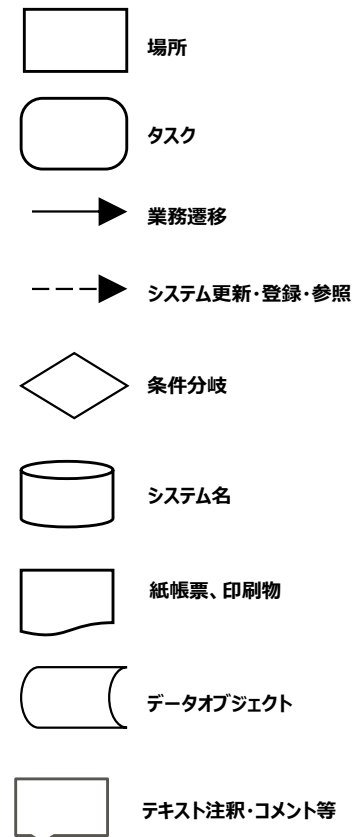 場所
タスク
業務遷移
システム更新・登録・参照
条件分岐
システム名
紙帳票、印刷物
データオブジェクト
テキスト注釈・コメント等